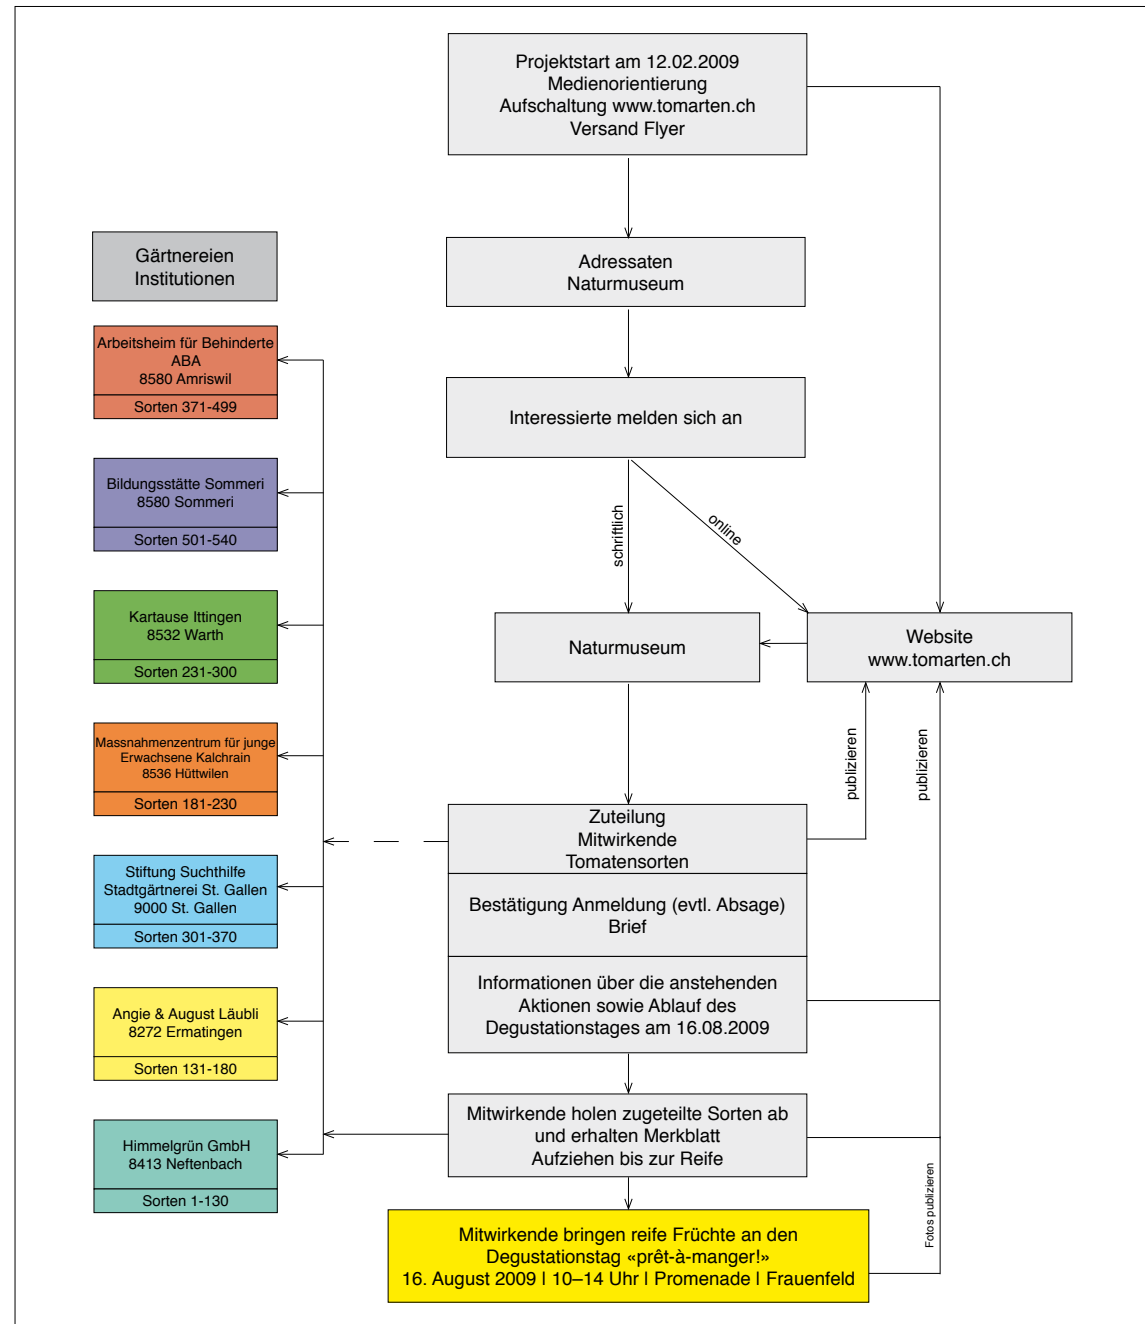 Projektstart am 12.02.2009
Medienorientierung
Aufschaltung www.tomarten.ch
Versand Flyer
Adressaten
Naturmuseum
Interessierte melden sich an
schriftlich
online
Naturmuseum
Website
www.tomarten.ch
publizieren
publizieren
Zuteilung
Mitwirkende
Tomatensorten
Bestätigung Anmeldung (evtl. Absage)
Brief
Informationen über die anstehenden
Aktionen sowie Ablauf des
Degustationstages am 16.08.2009
Mitwirkende holen zugeteilte Sorten ab
und erhalten Merkblatt
Aufziehen bis zur Reife
Fotos publizieren
Mitwirkende bringen reife Früchte an den
Degustationstag «prêt-à-manger!»
16. August 2009 | 10–14 Uhr | Promenade | Frauenfeld
Gärtnereien
Institutionen
Arbeitsheim für Behinderte
ABA
8580 Amriswil
Sorten 371-499
Bildungsstätte Sommeri
8580 Sommeri
Sorten 501-540
Kartause Ittingen
8532 Warth
Sorten 231-300
Massnahmenzentrum für junge
Erwachsene Kalchrain
8536 Hüttwilen
Sorten 181-230
Stiftung Suchthilfe
Stadtgärtnerei St. Gallen
9000 St. Gallen
Sorten 301-370
Angie & August Läubli
8272 Ermatingen
Sorten 131-180
Himmelgrün GmbH
8413 Neftenbach
Sorten 1-130